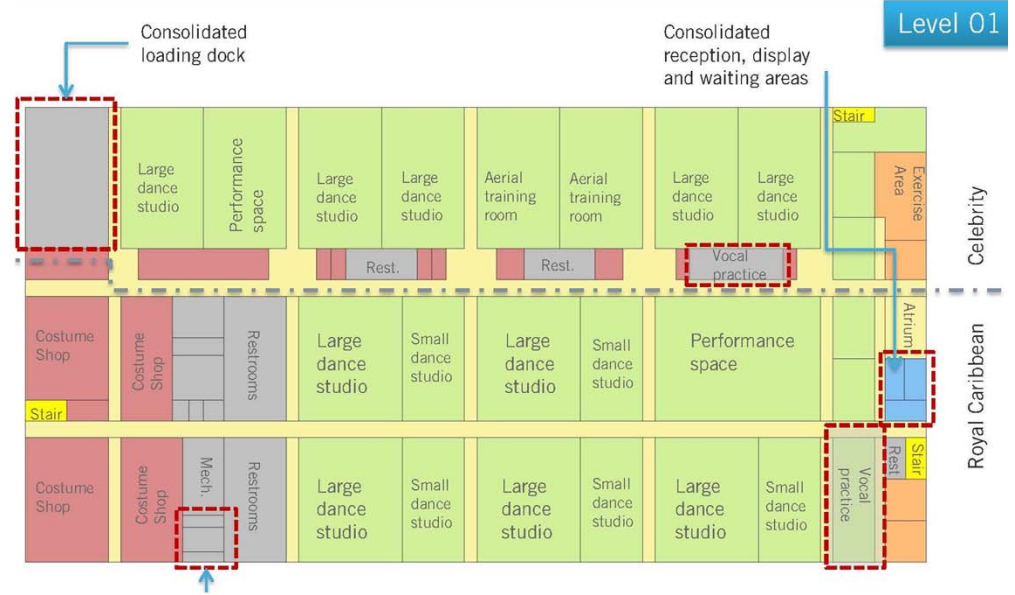 Level 01
Consolidated
loading dock
Consolidated
reception, display
and waiting areas
Stair
Large
dance
studio
Performance
space
Large
dance
studio
Large
dance
studio
Aerial
training
room
Aerial
training
room
Large
dance
studio
Large
dance
studio
Exercise
Area
Celebrity
Rest.
Rest.
Vocal
practice
Costume
Shop
Costume
Shop
Restrooms
Large
dance
studio
Small
dance
studio
Large
dance
studio
Small
dance
studio
Performance
space
Atrium
Royal Caribbean
Stair
Costume
Shop
Costume
Shop
Mech.
Restrooms
Large
dance
studio
Small
dance
studio
Large
dance
studio
Small
dance
studio
Large
dance
studio
Small
dance
studio
Vocal
practice
Rest.
Stair